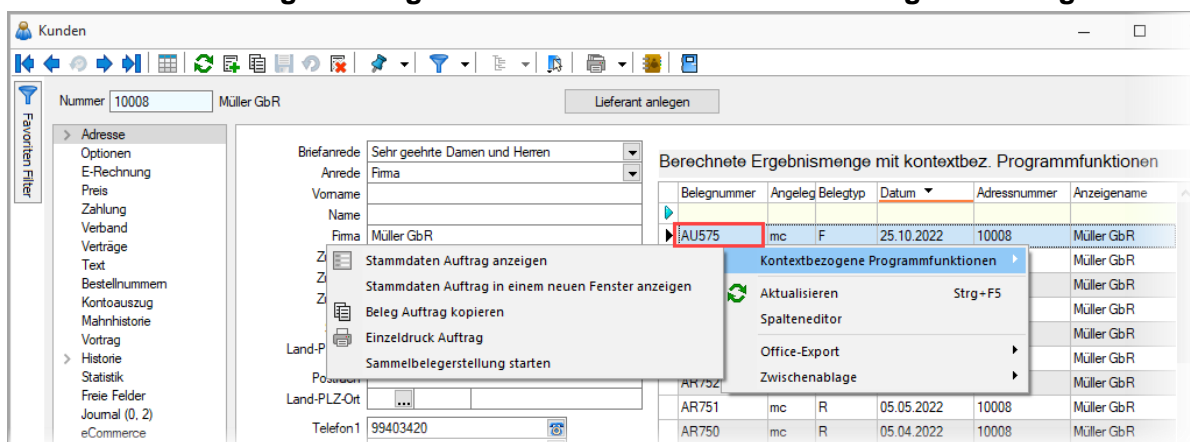 Kunden
Favoriten Filter
Nummer 10008 Müller GbR Lieferant anlegen
Adresse
Optionen
E-Rechnung
Preis
Zahlung
Verband
Verträge
Text
Bestellnummern
Kontoauszug
Mahnhistorie
Vortrag
Historie
Statistik
Freie Felder
Journal (0, 2)
eCommerce
Briefanrede Sehr geehrte Damen und Herren
Anrede Firma
Vorname
Name
Firma Müller GbR
Land-PLZ-Ort ...
Telefon1 99403420
Berechnete Ergebnismenge mit kontextbez. Programmfunktionen
Belegnummer Angeleg Belegtyp Datum Adressnummer Anzeigename
AU575 mc F 25.10.2022 10008 Müller GbR
Müller GbR
Müller GbR
Müller GbR
Müller GbR
Müller GbR
AR752 Müller GbR
AR751 mc R 05.05.2022 10008 Müller GbR
AR750 mc R 05.04.2022 10008 Müller GbR
Kontextbezogene Programmfunktionen
Aktualisieren Strg+F5
Spalteneditor
Office-Export
Zwischenablage
Stammdaten Auftrag anzeigen
Stammdaten Auftrag in einem neuen Fenster anzeigen
Beleg Auftrag kopieren
Einzeldruck Auftrag
Sammelbelegerstellung starten